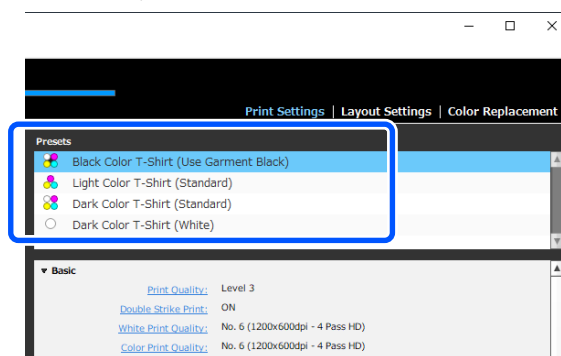 Print Settings | Layout Settings | Color Replacement
Presets
Black Color T-Shirt (Use Garment Black)
Light Color T-Shirt (Standard)
Dark Color T-Shirt (Standard)
Dark Color T-Shirt (White)
▼ Basic
Print Quality: Level 3
Double Strike Print: ON
White Print Quality: No. 6 (1200x600dpi - 4 Pass HD)
Color Print Quality: No. 6 (1200x600dpi - 4 Pass HD)